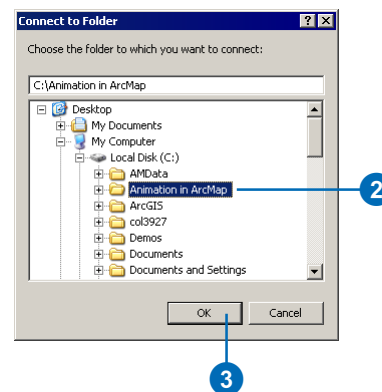 Connect to Folder
Choose the folder to which you want to connect:
C:\Animation in ArcMap
Desktop
My Documents
My Computer
Local Disk (C:)
AMData
Animation in ArcMap
2
ArcGIS
col3927
Demos
Documents
Documents and Settings
OK
Cancel
3